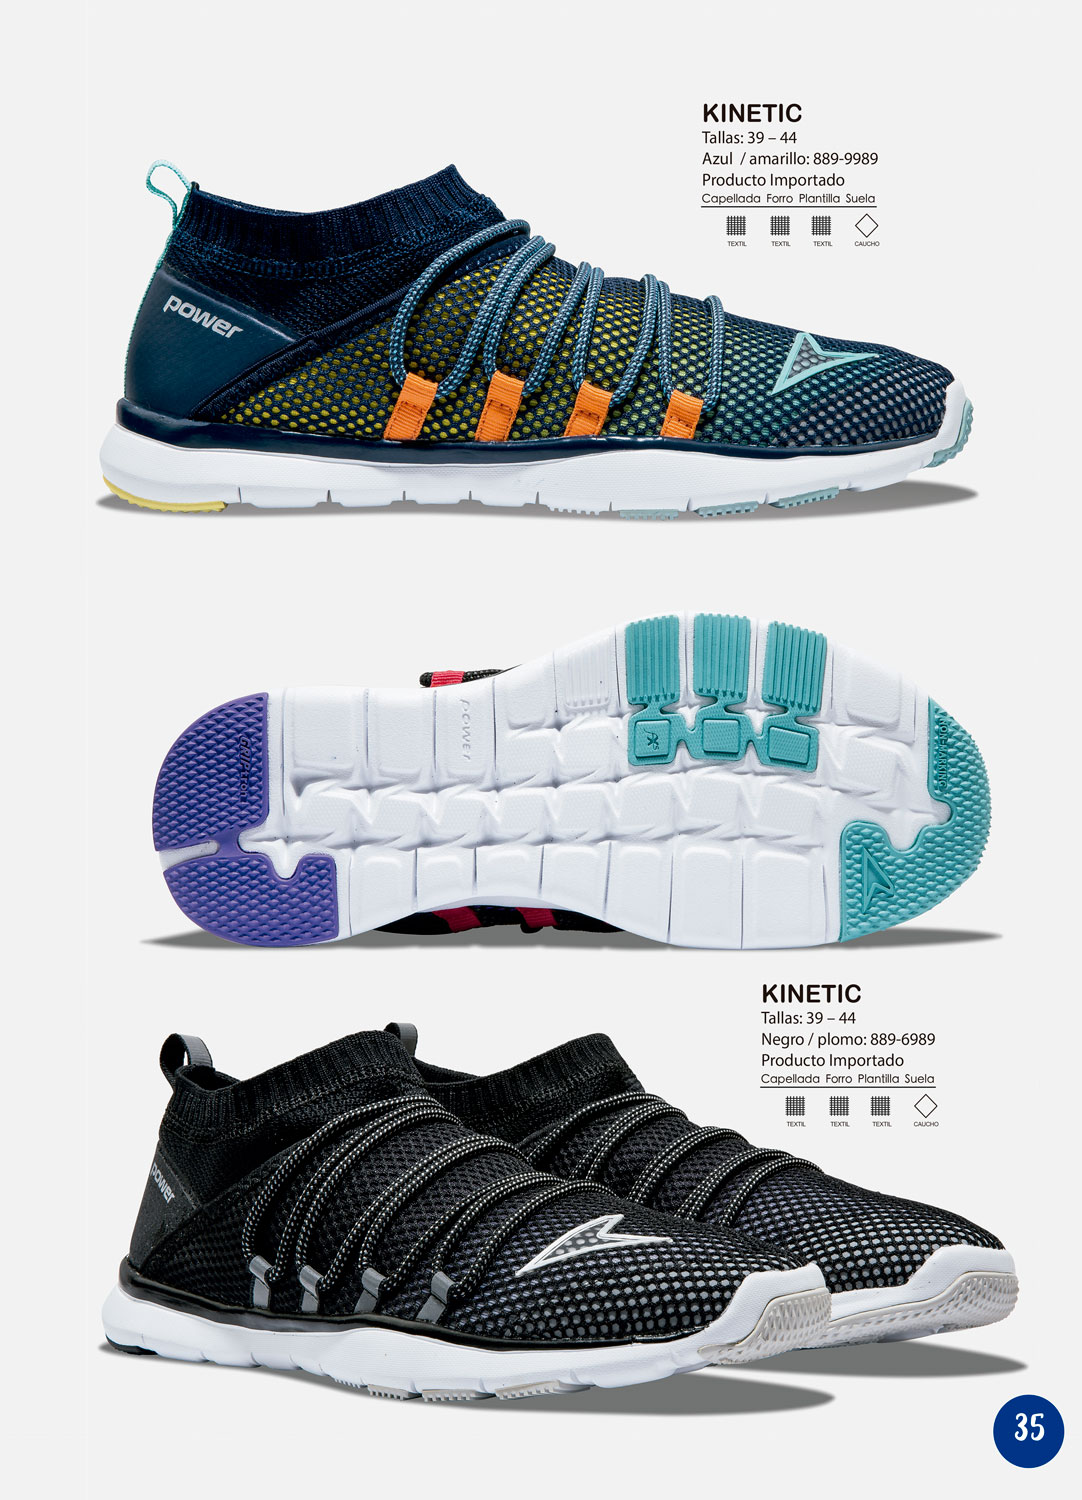 KINETIC
Tallas: 39 – 44
Azul / amarillo: 889-9989
Producto Importado
Capellada Forro Plantilla Suela
TEXTIL TEXTIL TEXTIL CAUCHO
power
power
NON-MARKING
KINETIC
Tallas: 39 – 44
Negro / plomo: 889-6989
Producto Importado
Capellada Forro Plantilla Suela
TEXTIL TEXTIL TEXTIL CAUCHO
power
35